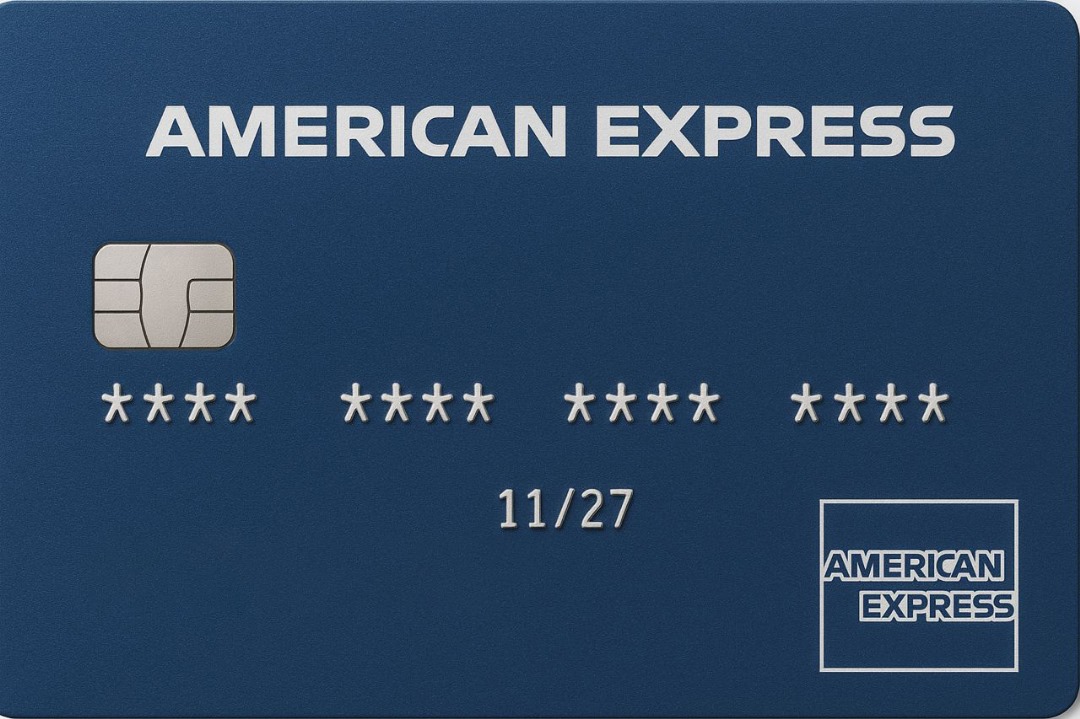 AMERICAN EXPRESS
**** **** **** ****
11/27
AMERICAN
EXPRESS